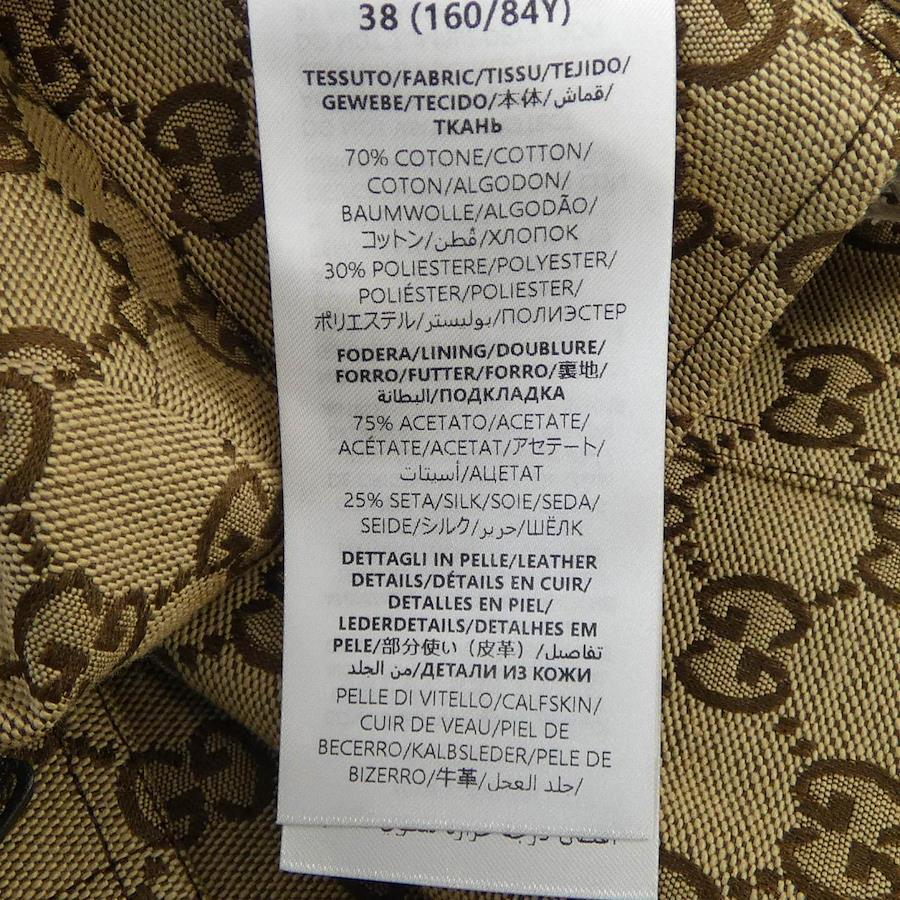 38 (160/84Y)
TESSUTO/FABRIC/TISSU/TEJIDO/
GEWEBE/TECIDO/本体/قماش/
ТКАНЬ
70% COTONE/COTTON/
COTON/ALGODON/
BAUMWOLLE/ALGODÃO/
コットン/قُطن/ХЛОПОК
30% POLIESTERE/POLYESTER/
POLIÉSTER/POLIESTER/
ポリエステル/بوليستر/ПОЛИЭСТЕР
FODERA/LINING/DOUBLURE/
FORRO/FUTTER/FORRO/裏地/
البطانة/ПОДКЛАДКА
75% ACETATO/ACETATE/
ACÉTATE/ACETAT/アセテート/
أسيتات/АЦЕТАТ
25% SETA/SILK/SOIE/SEDA/
SEIDE/シルク/حرير/ШЁЛК
DETTAGLI IN PELLE/LEATHER
DETAILS/DÉTAILS EN CUIR/
DETALLES EN PIEL/
LEDERDETAILS/DETALHES EM
PELE/部分使い（皮革）/تفاصيل
من الجلد/ДЕТАЛИ ИЗ КОЖИ
PELLE DI VITELLO/CALFSKIN/
CUIR DE VEAU/PIEL DE
BECERRO/KALBSLEDER/PELE DE
BIZERRO/牛革/جلد العجل/